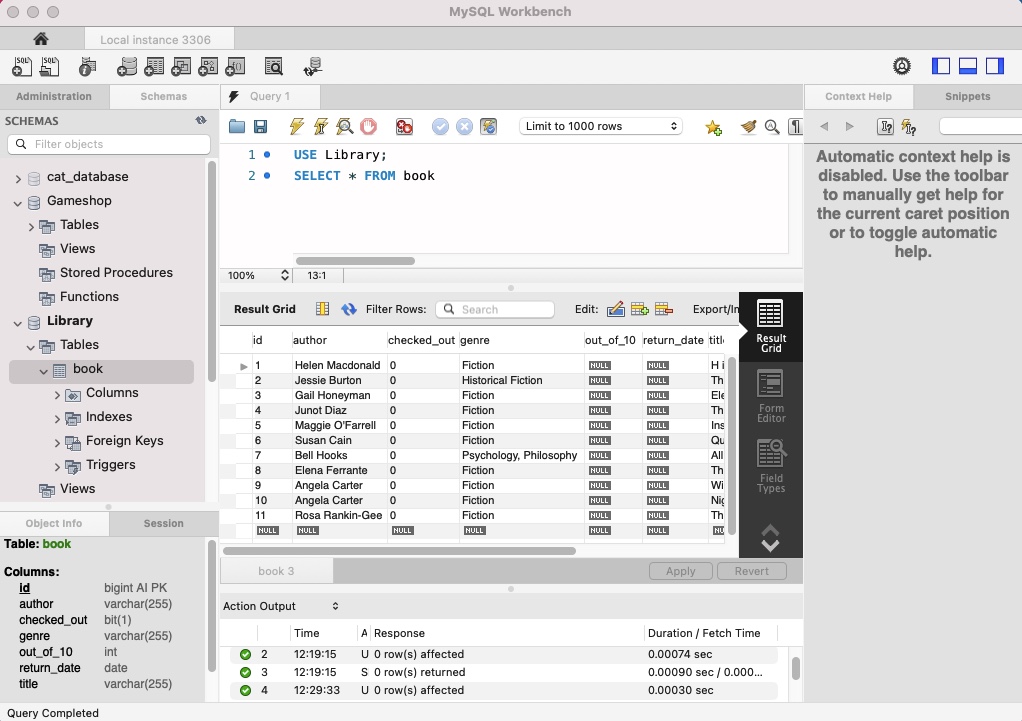 MySQL Workbench
Local instance 3306
Administration
Schemas
Query 1
Context Help
Snippets
SCHEMAS
Filter objects
Limit to 1000 rows
cat_database
Gameshop
Tables
Views
Stored Procedures
Functions
Library
Tables
book
Columns
Indexes
Foreign Keys
Triggers
Views
1 USE Library;
2 SELECT * FROM book
100% 13:1
Automatic context help is
disabled. Use the toolbar
to manually get help for
the current caret position
or to toggle automatic
help.
Result Grid Filter Rows: Search Edit: Export/In
id author checked_out genre out_of_10 return_date titl
1 Helen Macdonald 0 Fiction NULL NULL H i
2 Jessie Burton 0 Historical Fiction NULL NULL Th
3 Gail Honeyman 0 Fiction NULL NULL Ele
4 Junot Diaz 0 Fiction NULL NULL Th
5 Maggie O'Farrell 0 Fiction NULL NULL Ins
6 Susan Cain 0 Fiction NULL NULL Qu
7 Bell Hooks 0 Psychology, Philosophy NULL NULL All
8 Elena Ferrante 0 Fiction NULL NULL Th
9 Angela Carter 0 Fiction NULL NULL Wi
10 Angela Carter 0 Fiction NULL NULL Nig
11 Rosa Rankin-Gee 0 Fiction NULL NULL Th
NULL NULL NULL NULL NULL NULL NU
Result
Grid
Form
Editor
Field
Types
book 3
Apply
Revert
Object Info
Session
Table: book
Columns:
id bigint AI PK
author varchar(255)
checked_out bit(1)
genre varchar(255)
out_of_10 int
return_date date
title varchar(255)
Action Output
Time A Response Duration / Fetch Time
2 12:19:15 U 0 row(s) affected 0.00074 sec
3 12:19:15 S 0 row(s) returned 0.00090 sec / 0.000...
4 12:29:33 U 0 row(s) affected 0.00030 sec
Query Completed